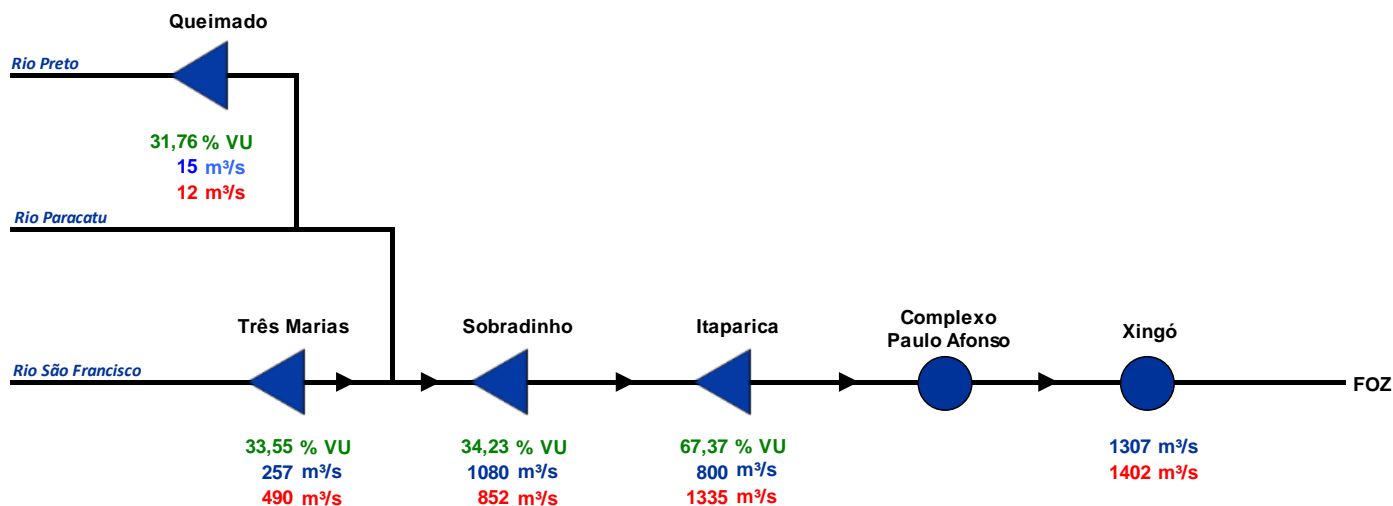 Queimado
Rio Preto
31,76 % VU
15 m³/s
12 m³/s
Rio Paracatu
Três Marias
Sobradinho
Itaparica
Complexo
Paulo Afonso
Xingó
Rio São Francisco
FOZ
33,55 % VU
257 m³/s
490 m³/s
34,23 % VU
1080 m³/s
852 m³/s
67,37 % VU
800 m³/s
1335 m³/s
1307 m³/s
1402 m³/s